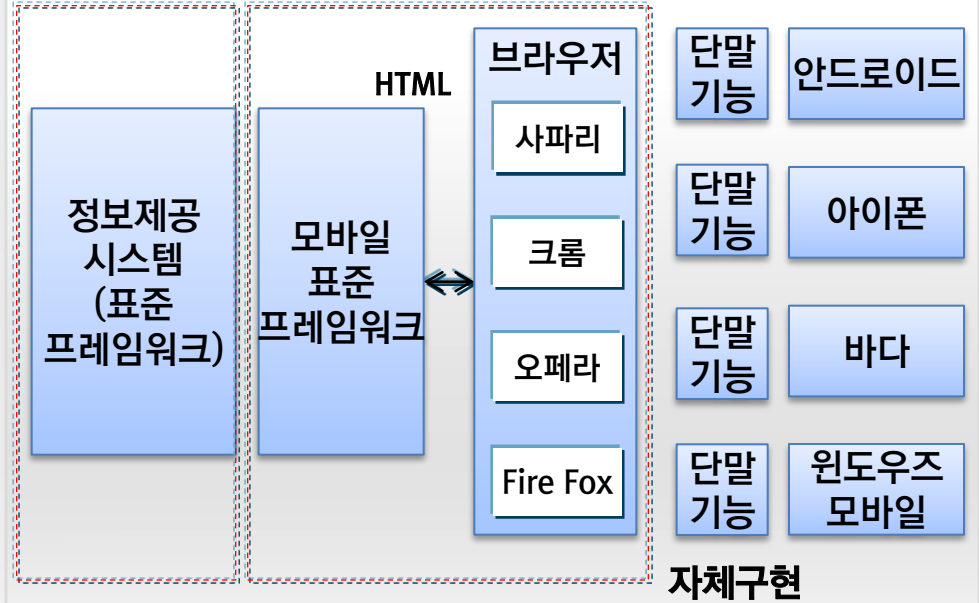 정보제공
시스템
(표준
프레임워크)
모바일
표준
프레임워크
HTML
브라우저
사파리
크롬
오페라
Fire Fox
단말
기능
안드로이드
단말
기능
아이폰
단말
기능
바다
단말
기능
윈도우즈
모바일
자체구현